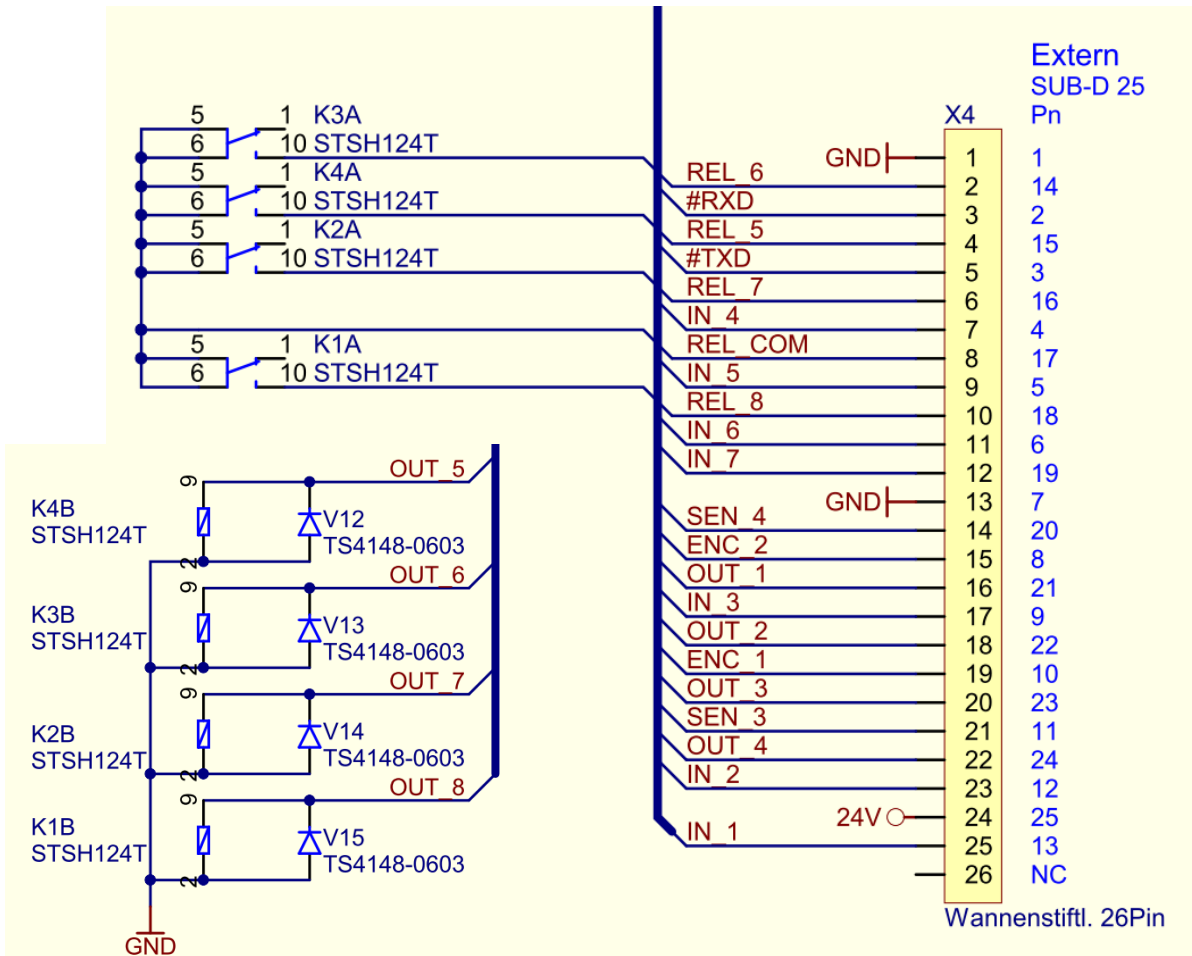 Extern
SUB-D 25
X4 Pn
5 1 K3A
6 10 STSH124T
5 1 K4A
6 10 STSH124T
5 1 K2A
6 10 STSH124T
5 1 K1A
6 10 STSH124T
GND 1 1
REL_6 2 14
#RXD 3 2
REL_5 4 15
#TXD 5 3
REL_7 6 16
IN_4 7 4
REL_COM 8 17
IN_5 9 5
REL_8 10 18
IN_6 11 6
IN_7 12 19
GND 13 7
SEN_4 14 20
ENC_2 15 8
OUT_1 16 21
IN_3 17 9
OUT_2 18 22
ENC_1 19 10
OUT_3 20 23
SEN_3 21 11
OUT_4 22 24
IN_2 23 12
24V 24 25
IN_1 25 13
26 NC
Wannenstiftl. 26Pin
9 OUT_5
K4B V12
STSH124T TS4148-0603
2
9 OUT_6
K3B V13
STSH124T TS4148-0603
2
9 OUT_7
K2B V14
STSH124T TS4148-0603
2
9 OUT_8
K1B V15
STSH124T TS4148-0603
2
GND